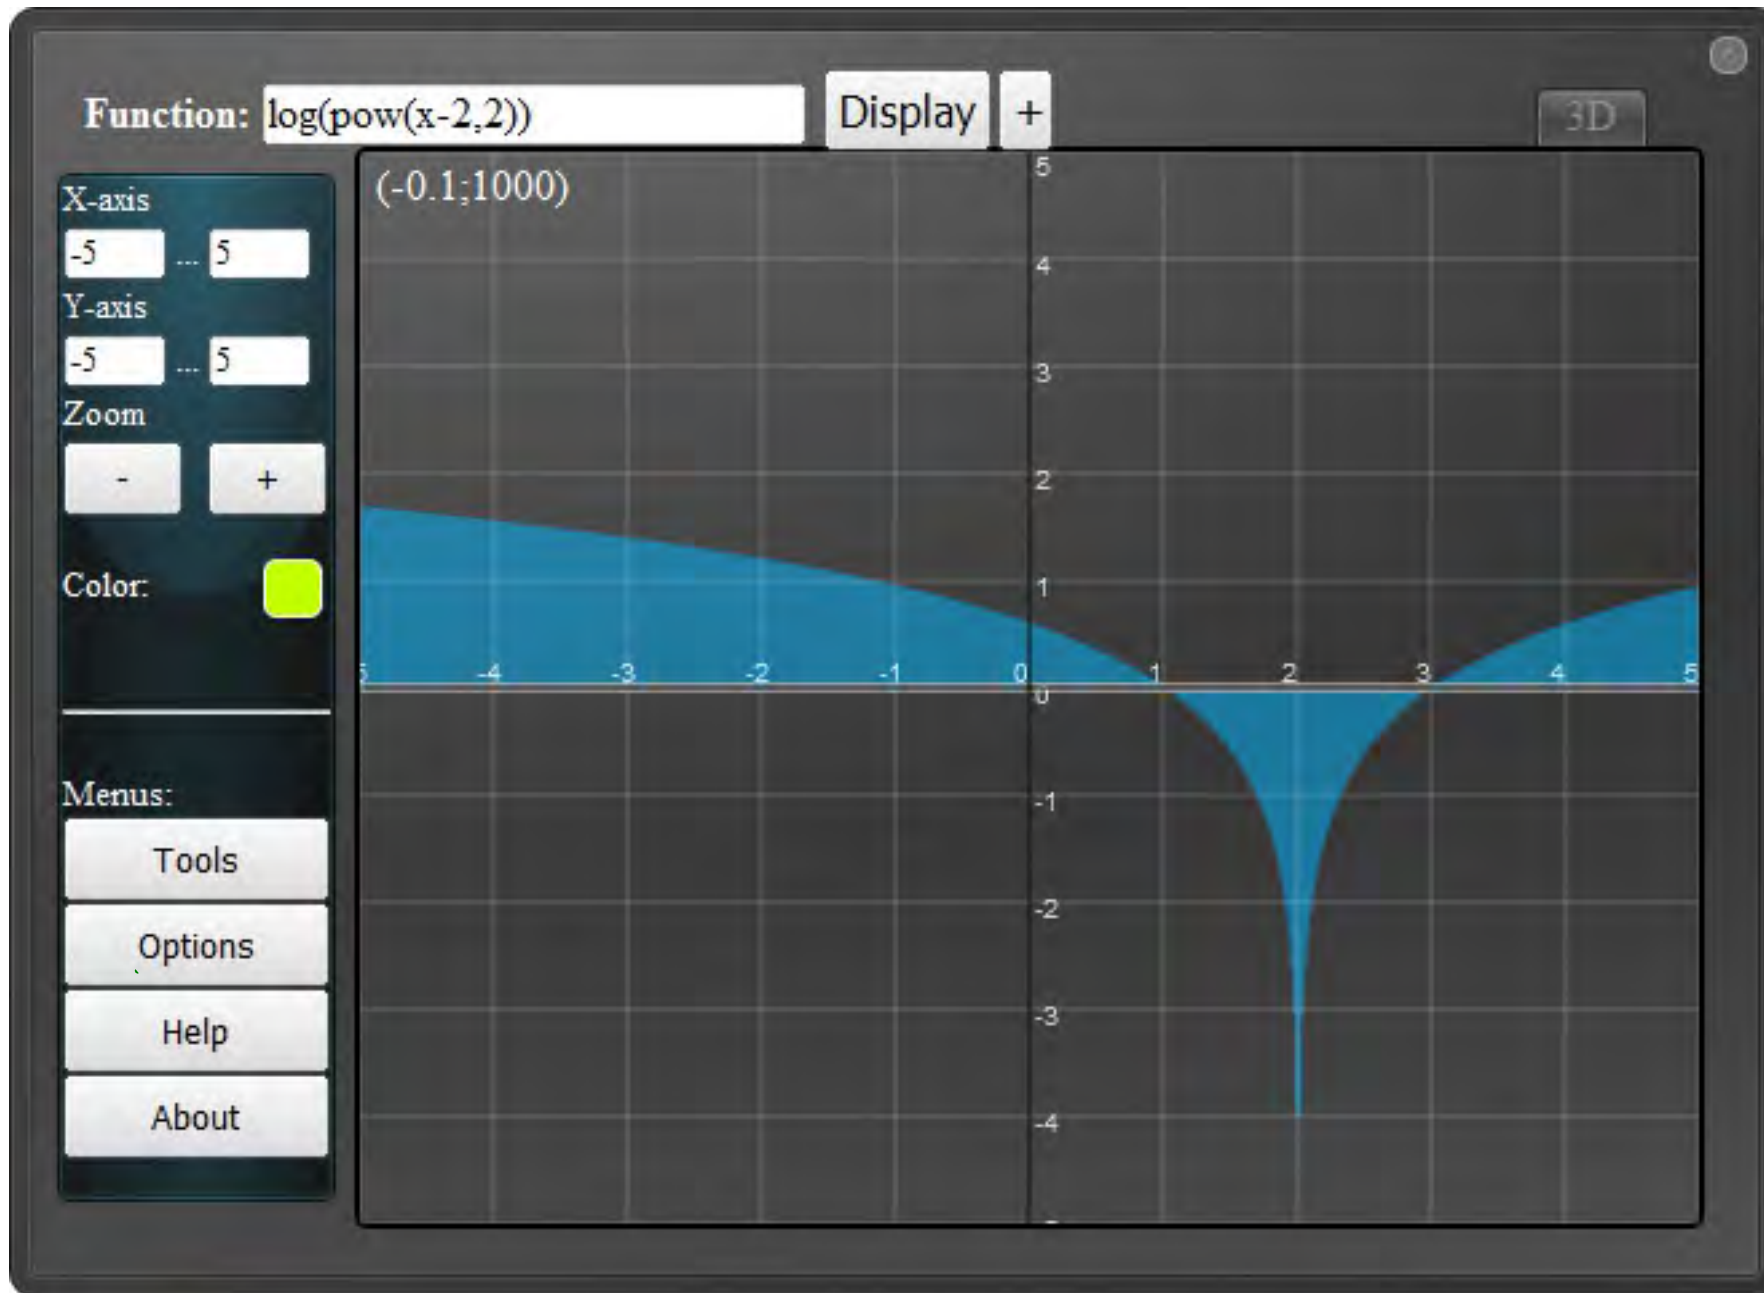 Function: log(pow(x-2,2)) Display +
3D
X-axis
-5 ... 5
Y-axis
-5 ... 5
Zoom
- +
Color:
Menus:
Tools
Options
Help
About
(-0.1;1000)
5
4
3
2
1
5 -4 -3 -2 -1 0 1 2 3 4 5
0
-1
-2
-3
-4